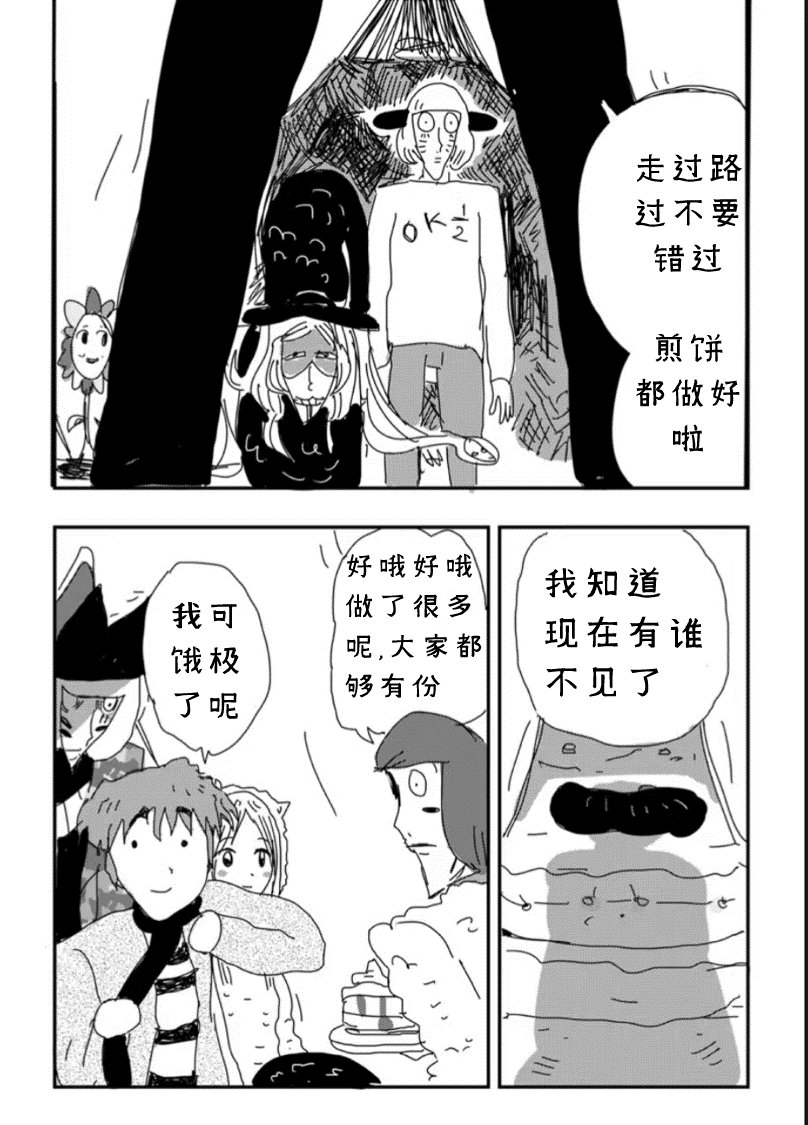 走过路
过不要
错过
煎饼
都做好
啦
OK½
我知道
现在有谁
不见了
好哦好哦
做了很多
呢,大家都
够有份
我可
饿极
了呢